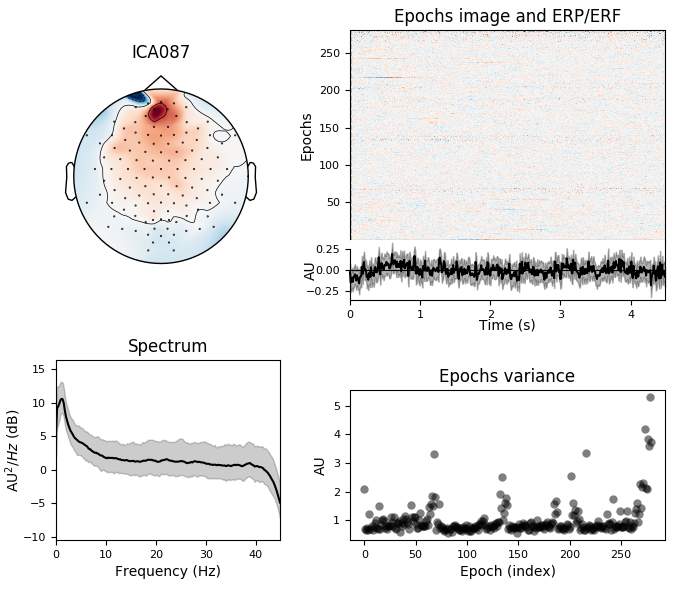 ICA087
Epochs image and ERP/ERF
Epochs
250
200
150
100
50
AU
0.25
0.00
−0.25
0 1 2 3 4
Time (s)
Spectrum
AU²/Hz (dB)
15
10
5
0
−5
−10
0 10 20 30 40
Frequency (Hz)
Epochs variance
AU
5
4
3
2
1
0 50 100 150 200 250
Epoch (index)